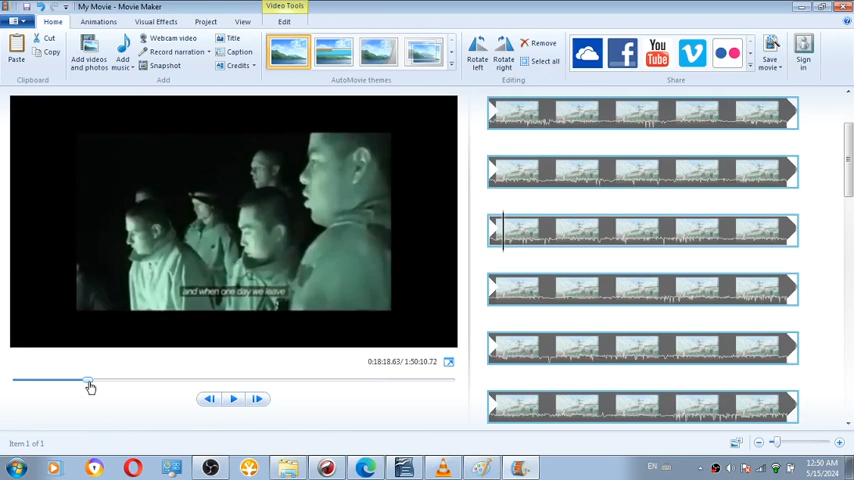 My Movie - Movie Maker
Video Tools
Home
Animations
Visual Effects
Project
View
Edit
Paste
Cut
Copy
Clipboard
Add videos
and photos
Add
music
Webcam video
Record narration
Snapshot
Title
Caption
Credits
Add
AutoMovie themes
Rotate
left
Rotate
right
Remove
Select all
Editing
You
Tube
Share
Save
movie
Sign
in
and when one day we leave
0:18:18.63/ 1:50:10.72
Item 1 of 1
EN
12:50 AM
5/15/2024